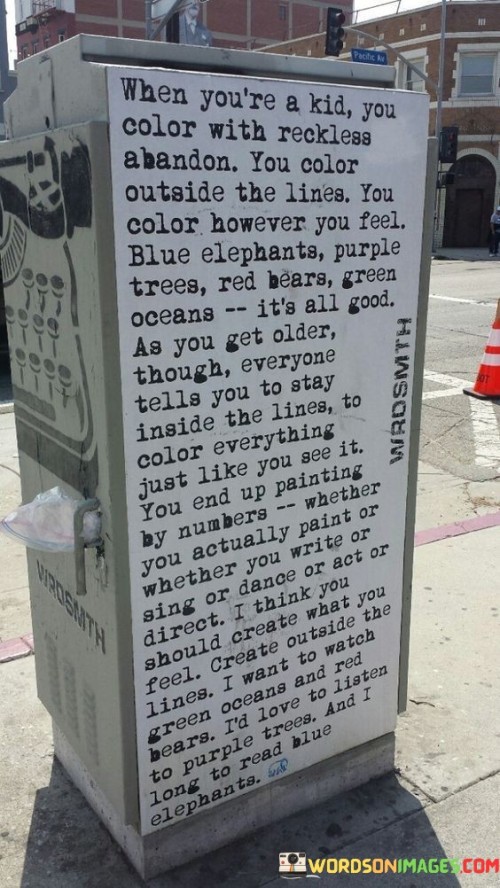 Pacific Av
When you're a kid, you
color with reckless
abandon. You color
outside the lines. You
color however you feel.
Blue elephants, purple
trees, red bears, green
oceans -- it's all good.
As you get older,
though, everyone
tells you to stay
inside the lines, to
color everything
just like you see it.
You end up painting
by numbers -- whether
you actually paint or
whether you write or
sing or dance or act or
direct. I think you
should create what you
feel. Create outside the
lines. I want to watch
green oceans and red
bears. I'd love to listen
to purple trees. And I
long to read blue
elephants.
WRDSMTH
WRDSMTH
WORDSONIMAGES.COM